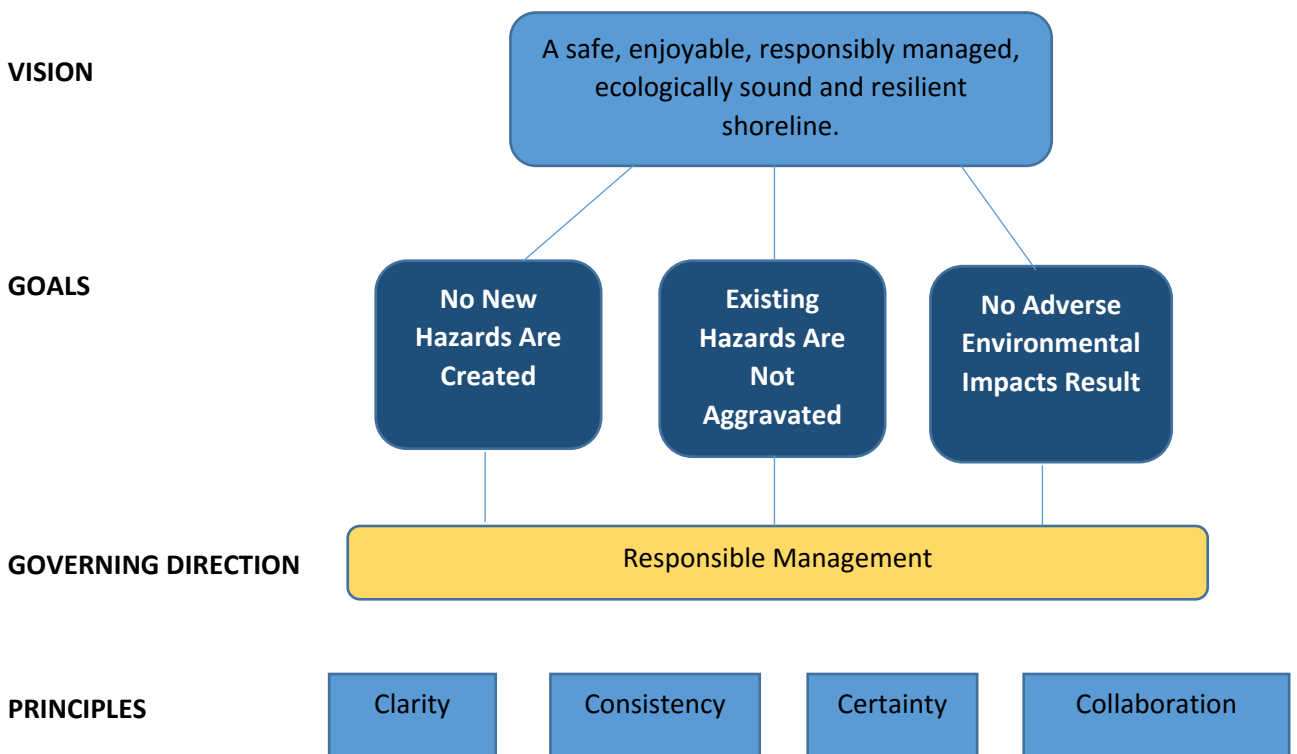 VISION
A safe, enjoyable, responsibly managed,
ecologically sound and resilient
shoreline.
GOALS
No New
Hazards Are
Created
Existing
Hazards Are
Not
Aggravated
No Adverse
Environmental
Impacts Result
GOVERNING DIRECTION
Responsible Management
PRINCIPLES
Clarity
Consistency
Certainty
Collaboration